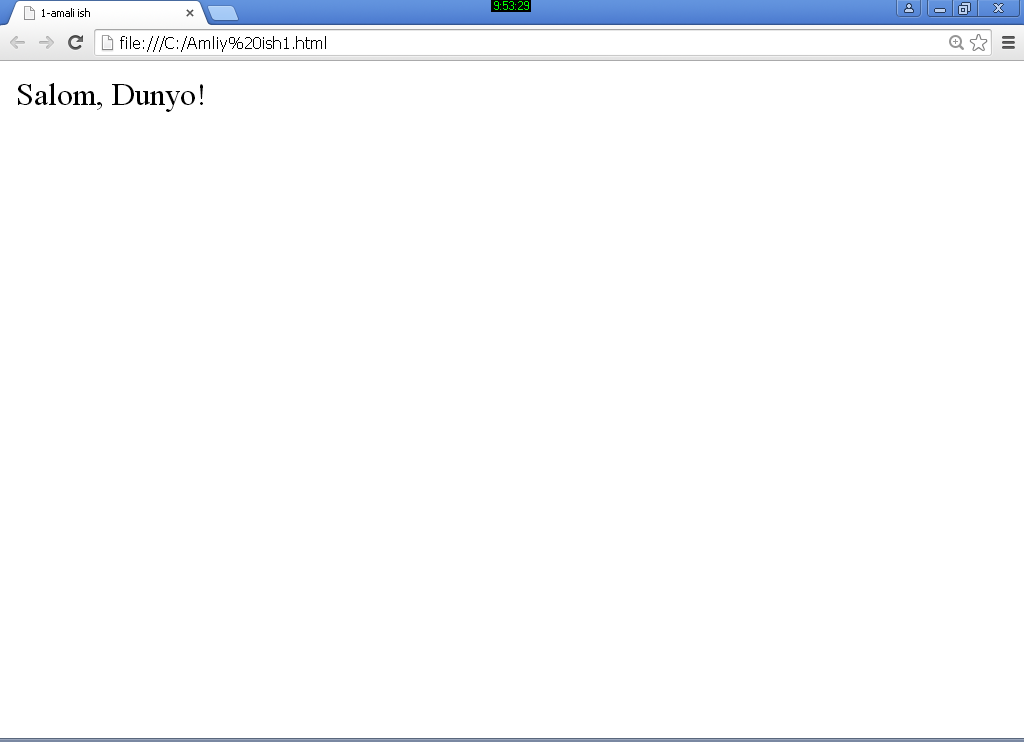 9:53:29
1-amali ish
file:///C:/Amliy%20ish1.html
Salom, Dunyo!